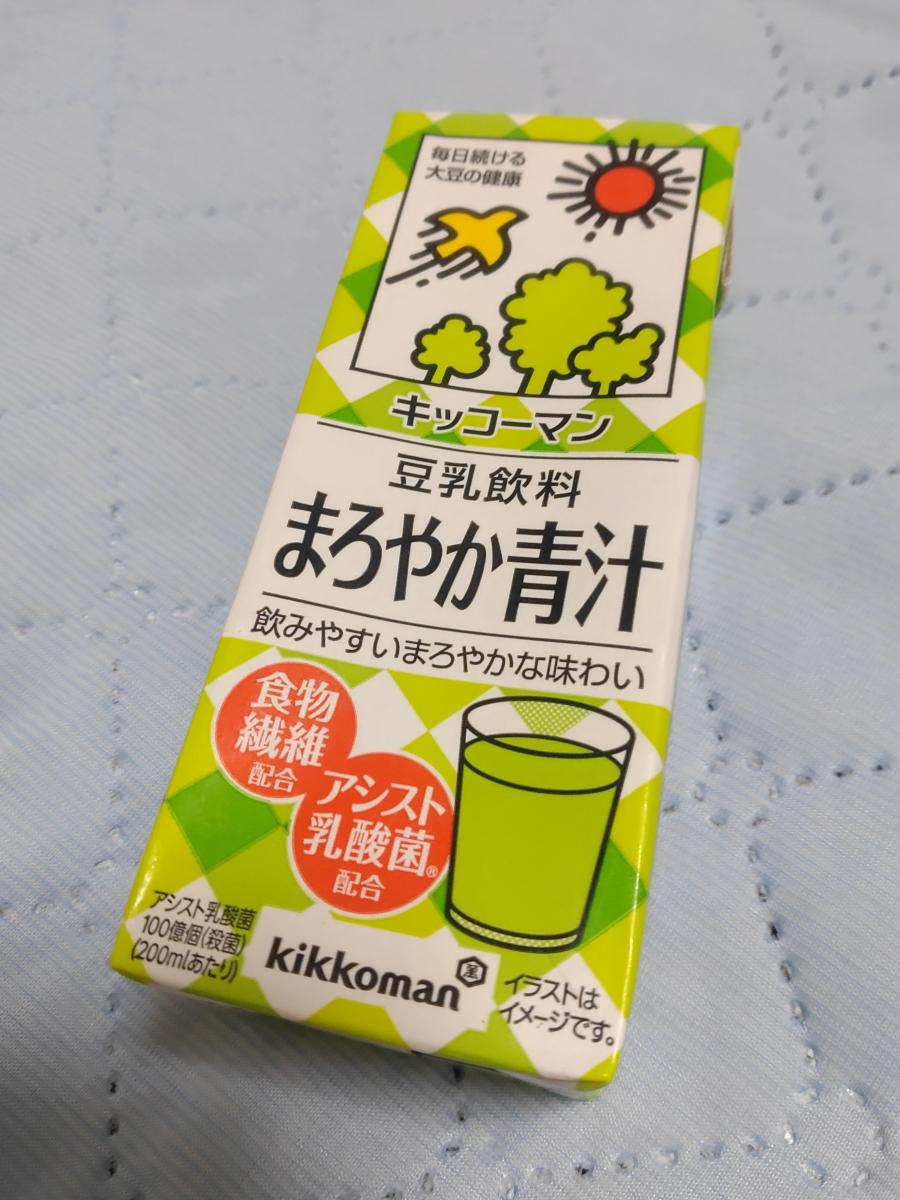 毎日続ける
大豆の健康
キッコーマン
豆乳飲料
まろやか青汁
飲みやすいまろやかな味わい
食物
繊維
配合
アシスト
乳酸菌®
配合
アシスト乳酸菌
100億個(殺菌)
(200mlあたり)
kikkoman
萬
イラストは
イメージです。